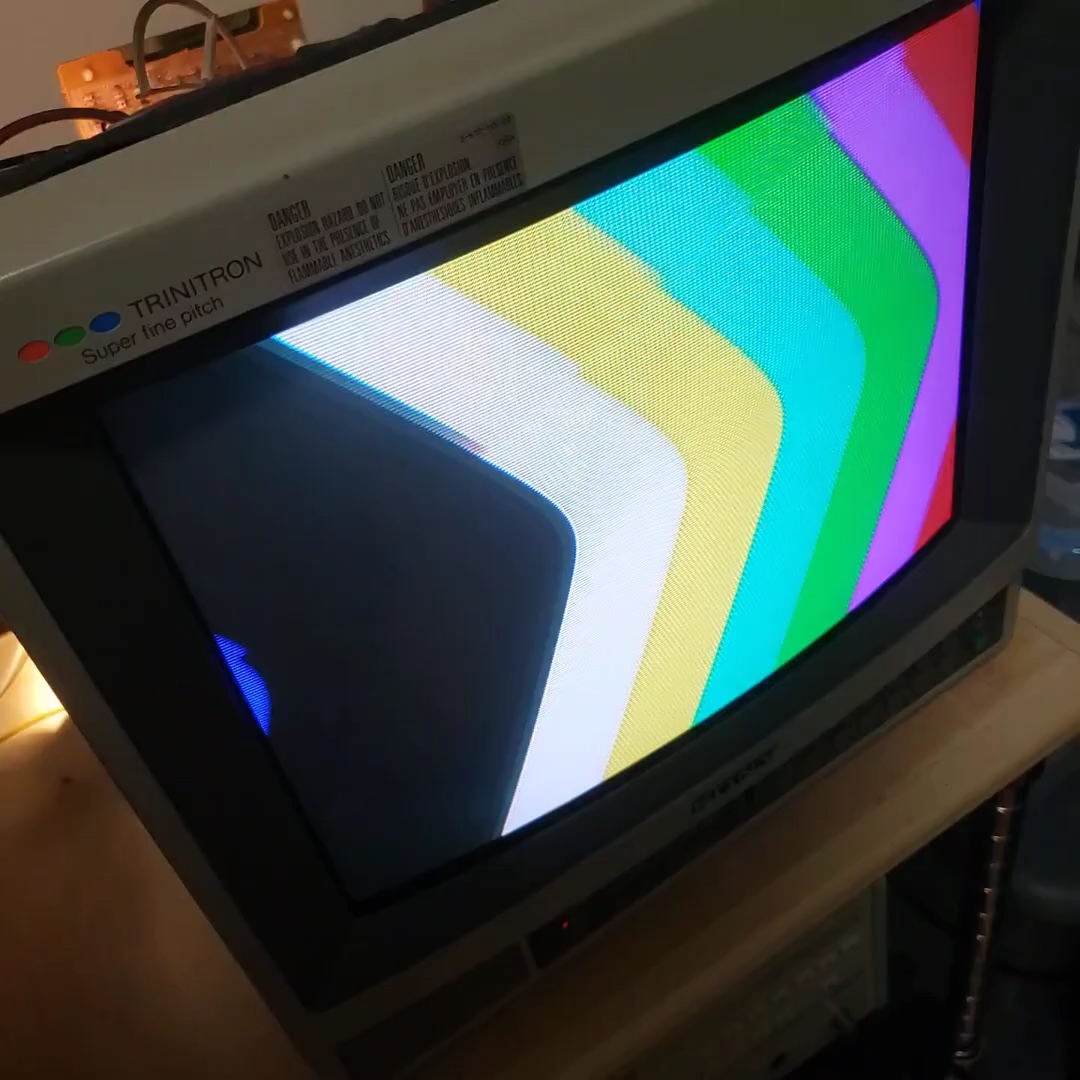 TRINITRON
Super fine pitch
DANGER
EXPLOSION HAZARD DO NOT
USE IN THE PRESENCE OF
FLAMMABLE ANESTHETICS
DANGER
RISQUE D'EXPLOSION
NE PAS EMPLOYER EN PRESENCE
D'ANESTHESIQUES INFLAMMABLES